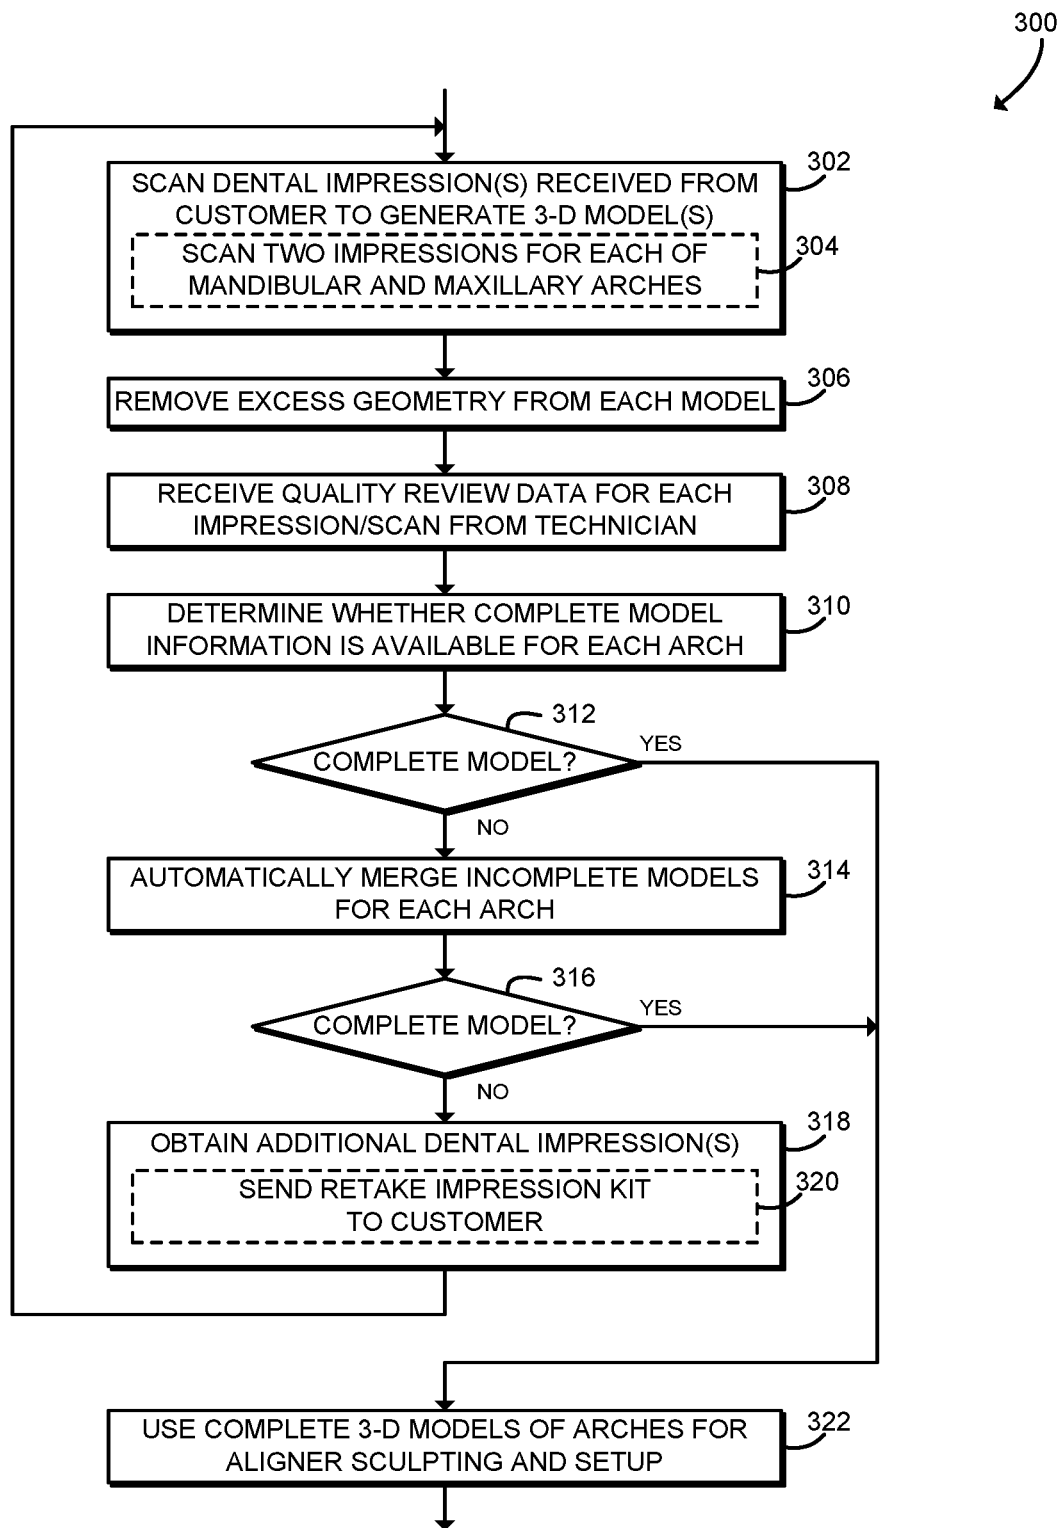 300
SCAN DENTAL IMPRESSION(S) RECEIVED FROM
CUSTOMER TO GENERATE 3-D MODEL(S)
302
SCAN TWO IMPRESSIONS FOR EACH OF
MANDIBULAR AND MAXILLARY ARCHES
304
REMOVE EXCESS GEOMETRY FROM EACH MODEL
306
RECEIVE QUALITY REVIEW DATA FOR EACH
IMPRESSION/SCAN FROM TECHNICIAN
308
DETERMINE WHETHER COMPLETE MODEL
INFORMATION IS AVAILABLE FOR EACH ARCH
310
312
COMPLETE MODEL?
YES
NO
AUTOMATICALLY MERGE INCOMPLETE MODELS
FOR EACH ARCH
314
316
COMPLETE MODEL?
YES
NO
OBTAIN ADDITIONAL DENTAL IMPRESSION(S)
318
SEND RETAKE IMPRESSION KIT
TO CUSTOMER
320
USE COMPLETE 3-D MODELS OF ARCHES FOR
ALIGNER SCULPTING AND SETUP
322